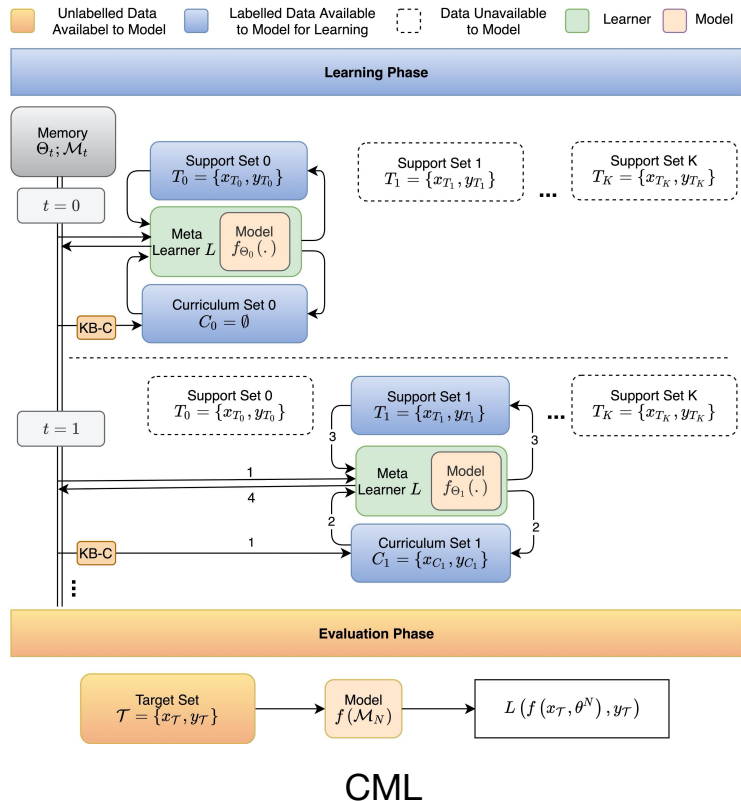 Unlabelled Data
Availabel to Model
Labelled Data Available
to Model for Learning
Data Unavailable
to Model
Learner
Model
Learning Phase
Memory
Θ_t; ℳ_t
t = 0
Support Set 0
T_0 = {x_{T_0}, y_{T_0}}
Support Set 1
T_1 = {x_{T_1}, y_{T_1}}
...
Support Set K
T_K = {x_{T_K}, y_{T_K}}
Meta
Learner L
Model
f_{Θ_0}(.)
Curriculum Set 0
C_0 = ∅
KB-C
t = 1
Support Set 0
T_0 = {x_{T_0}, y_{T_0}}
Support Set 1
T_1 = {x_{T_1}, y_{T_1}}
...
Support Set K
T_K = {x_{T_K}, y_{T_K}}
3
3
1
4
Meta
Learner L
Model
f_{Θ_1}(.)
2
2
KB-C
1
Curriculum Set 1
C_1 = {x_{C_1}, y_{C_1}}
...
Evaluation Phase
Target Set
𝒯 = {x_𝒯, y_𝒯}
Model
f(ℳ_N)
L(f(x_𝒯, θ^N), y_𝒯)
CML